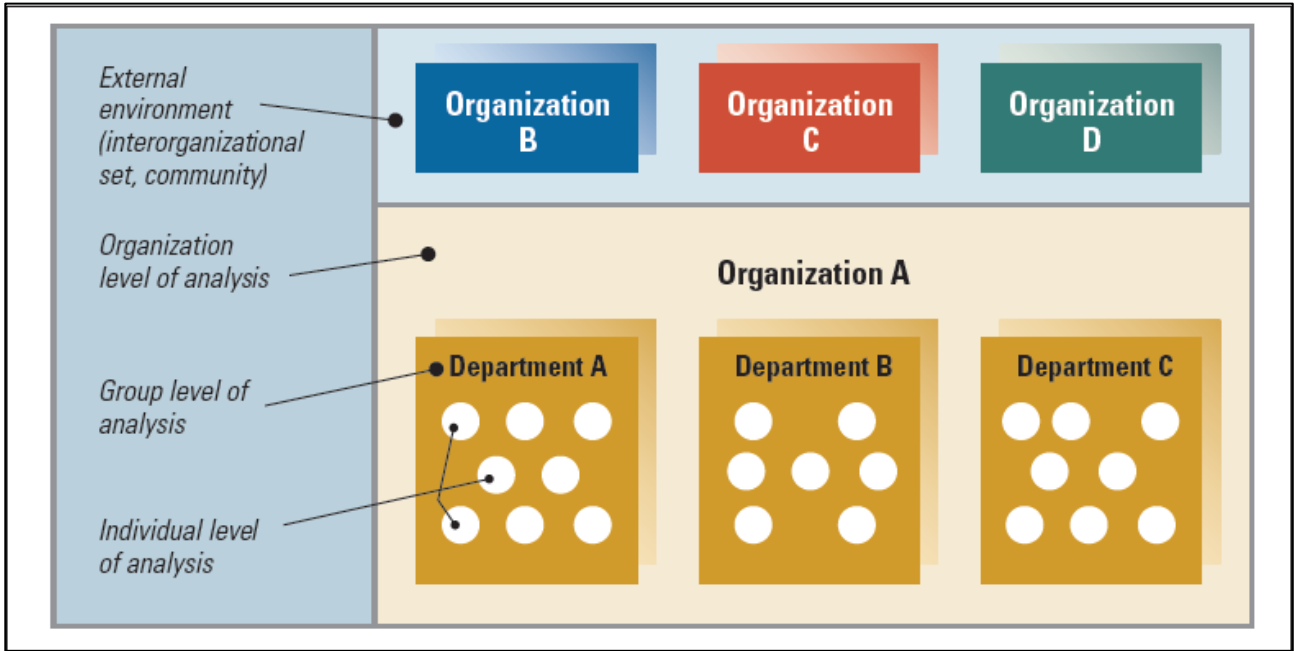 External
environment
(interorganizational
set, community)
Organization
B
Organization
C
Organization
D
Organization
level of analysis
Organization A
Group level of
analysis
Department A
Department B
Department C
Individual level
of analysis